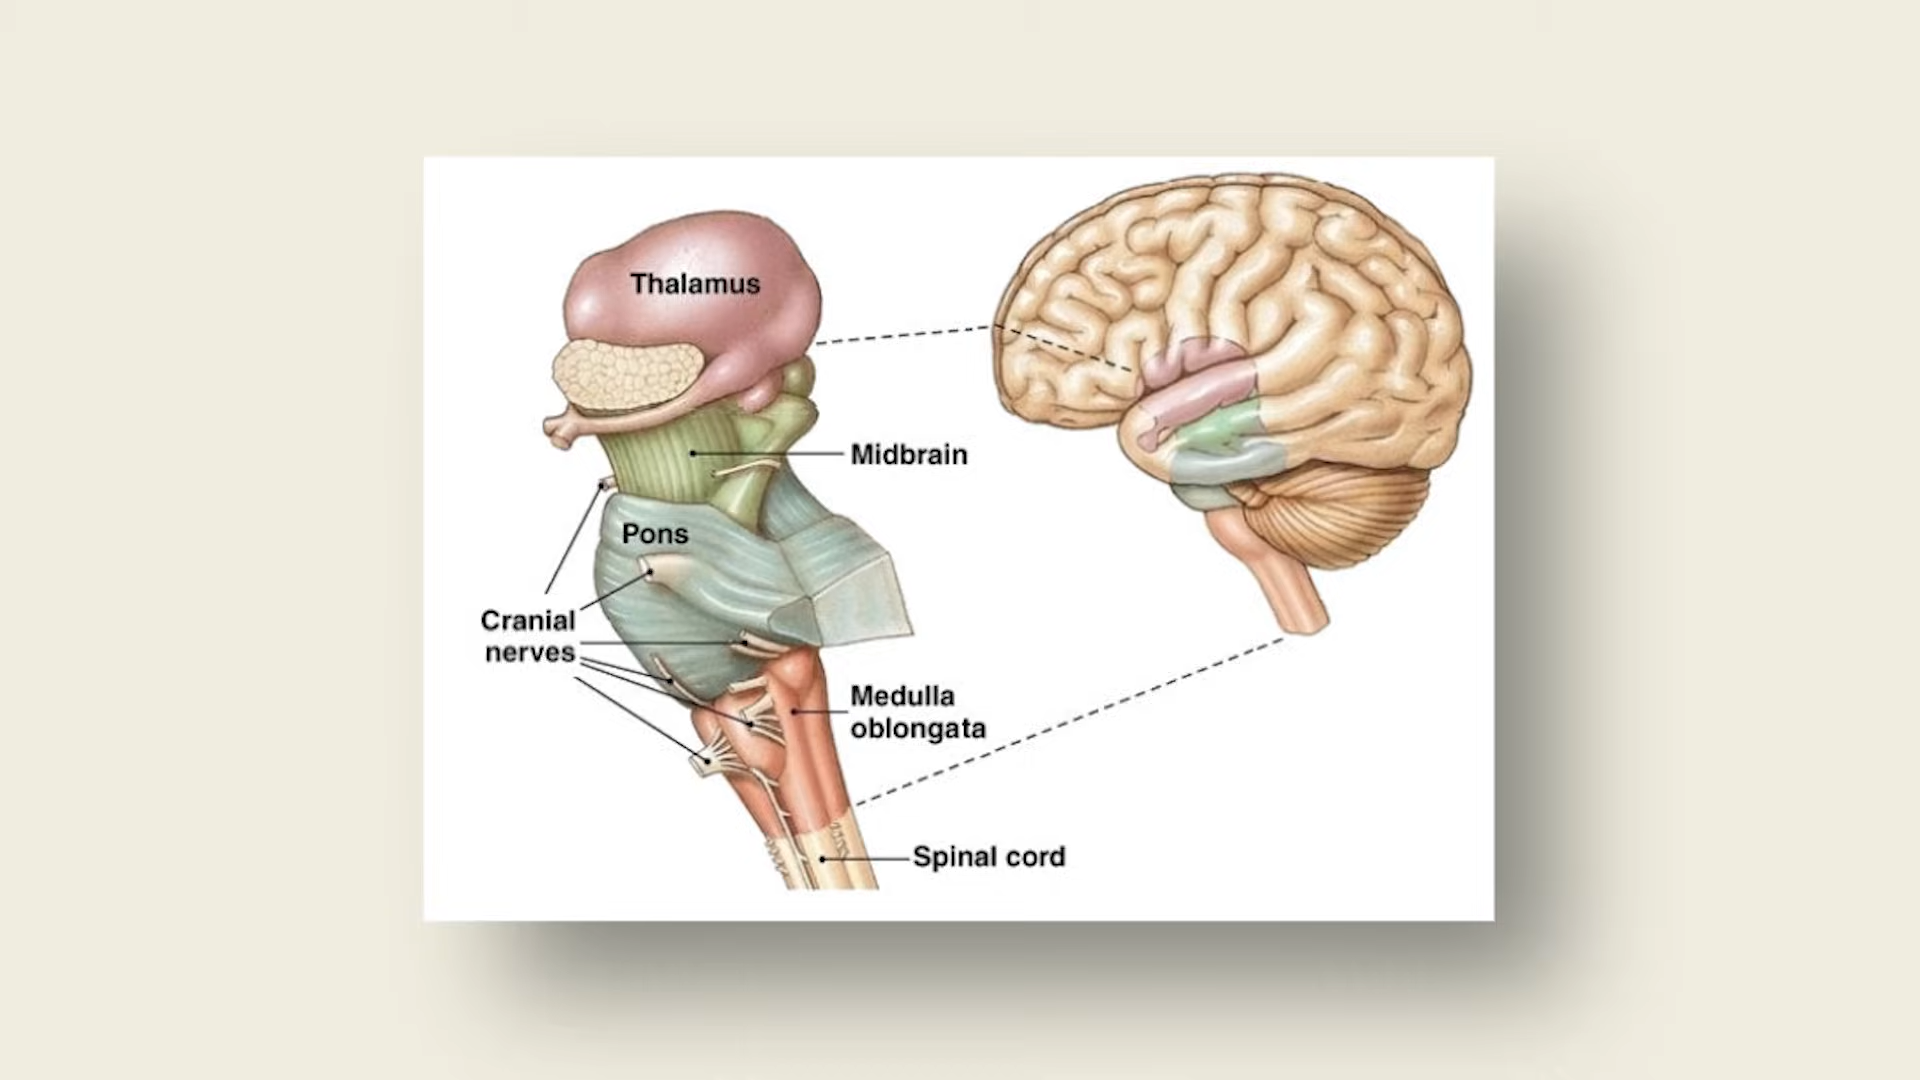 Thalamus
Midbrain
Pons
Cranial
nerves
Medulla
oblongata
Spinal cord